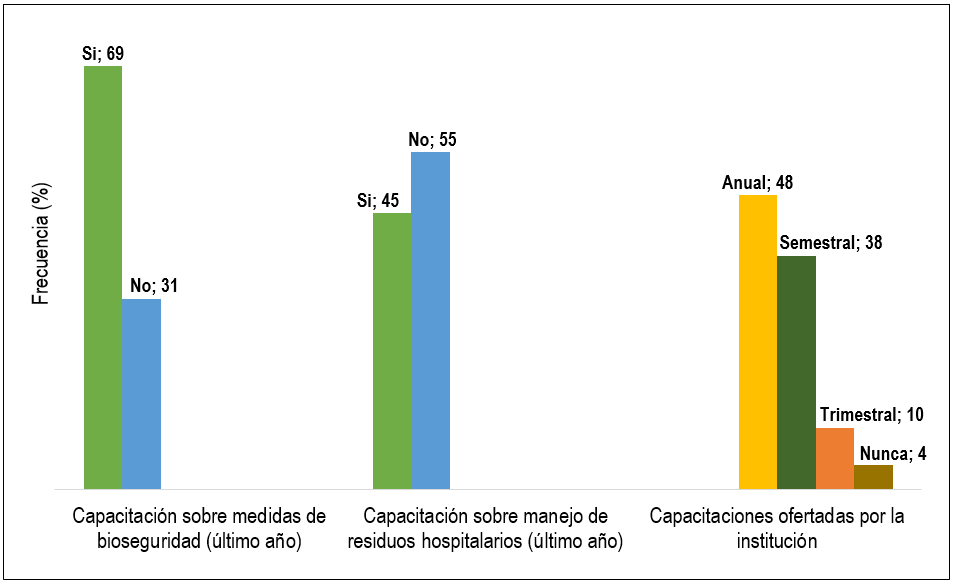 Si; 69
No; 55
Anual; 48
Si; 45
Semestral; 38
Frecuencia (%)
No; 31
Trimestral; 10
Nunca; 4
Capacitación sobre medidas de
bioseguridad (último año)
Capacitación sobre manejo de
residuos hospitalarios (último año)
Capacitaciones ofertadas por la
institución